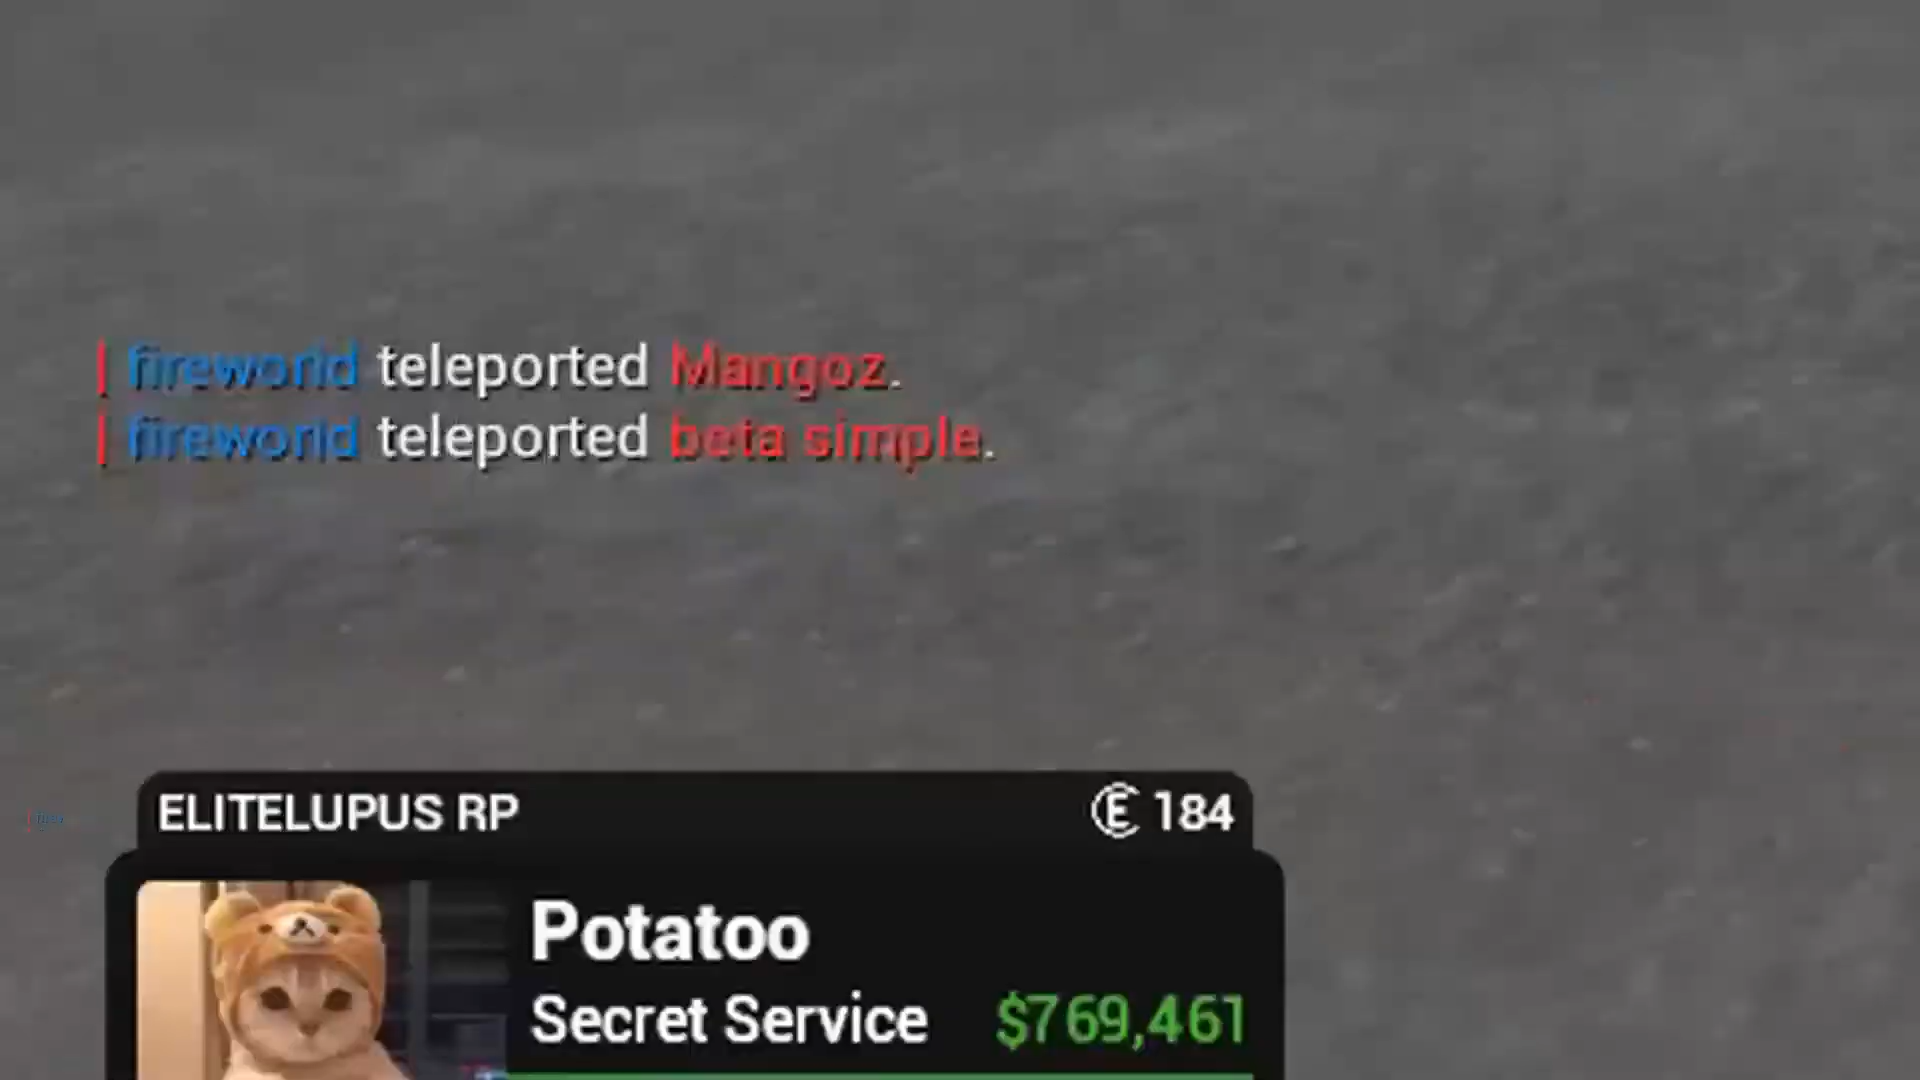 | fireworld teleported Mangoz.
| fireworld teleported beta simple.
ELITELUPUS RP
184
Potatoo
Secret Service
$769,461